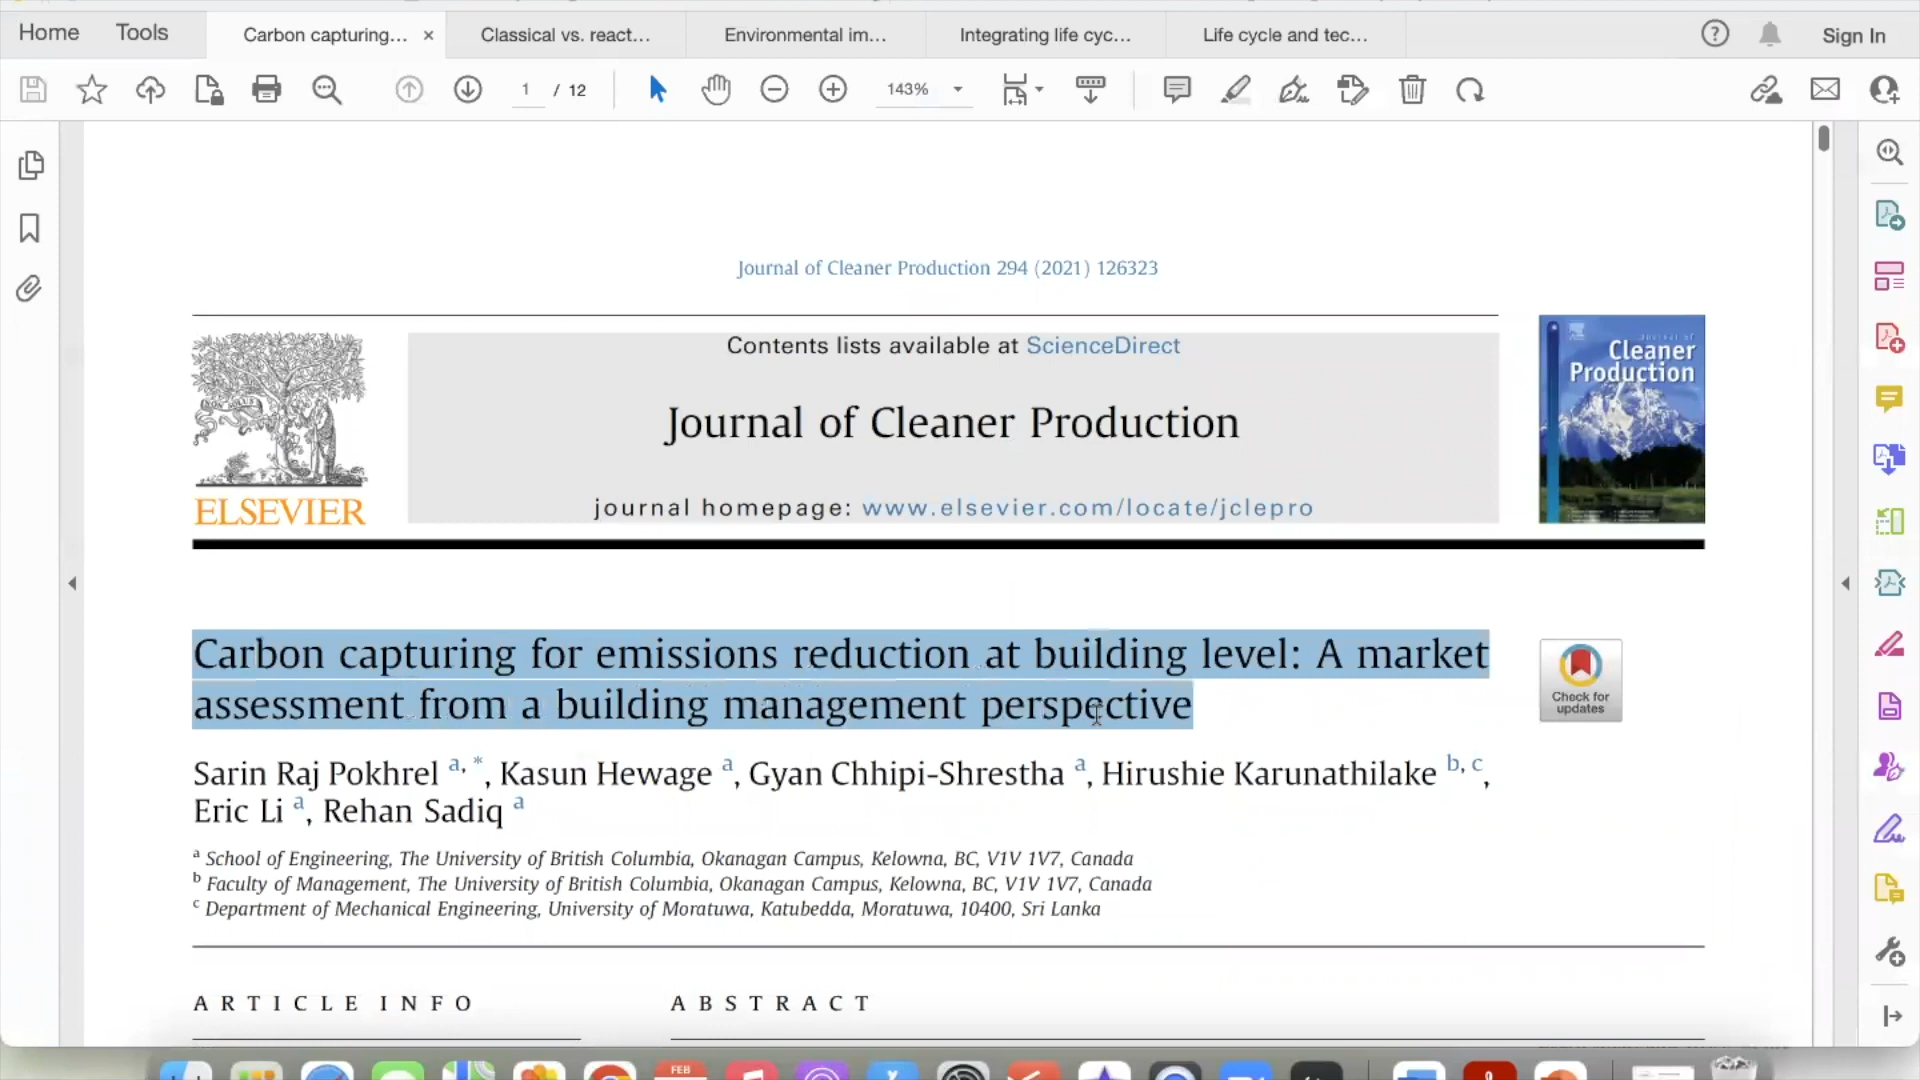 Home
Tools
Carbon capturing... ×
Classical vs. react...
Environmental im...
Integrating life cyc...
Life cycle and tec...
Sign In
1 / 12
143%
Journal of Cleaner Production 294 (2021) 126323
Contents lists available at ScienceDirect
Journal of Cleaner Production
journal homepage: www.elsevier.com/locate/jclepro
ELSEVIER
Cleaner
Production
Carbon capturing for emissions reduction at building level: A market
assessment from a building management perspective
Check for
updates
Sarin Raj Pokhrel a, *, Kasun Hewage a, Gyan Chhipi-Shrestha a, Hirushie Karunathilake b, c,
Eric Li a, Rehan Sadiq a
a School of Engineering, The University of British Columbia, Okanagan Campus, Kelowna, BC, V1V 1V7, Canada
b Faculty of Management, The University of British Columbia, Okanagan Campus, Kelowna, BC, V1V 1V7, Canada
c Department of Mechanical Engineering, University of Moratuwa, Katubedda, Moratuwa, 10400, Sri Lanka
ARTICLE INFO
ABSTRACT
FEB